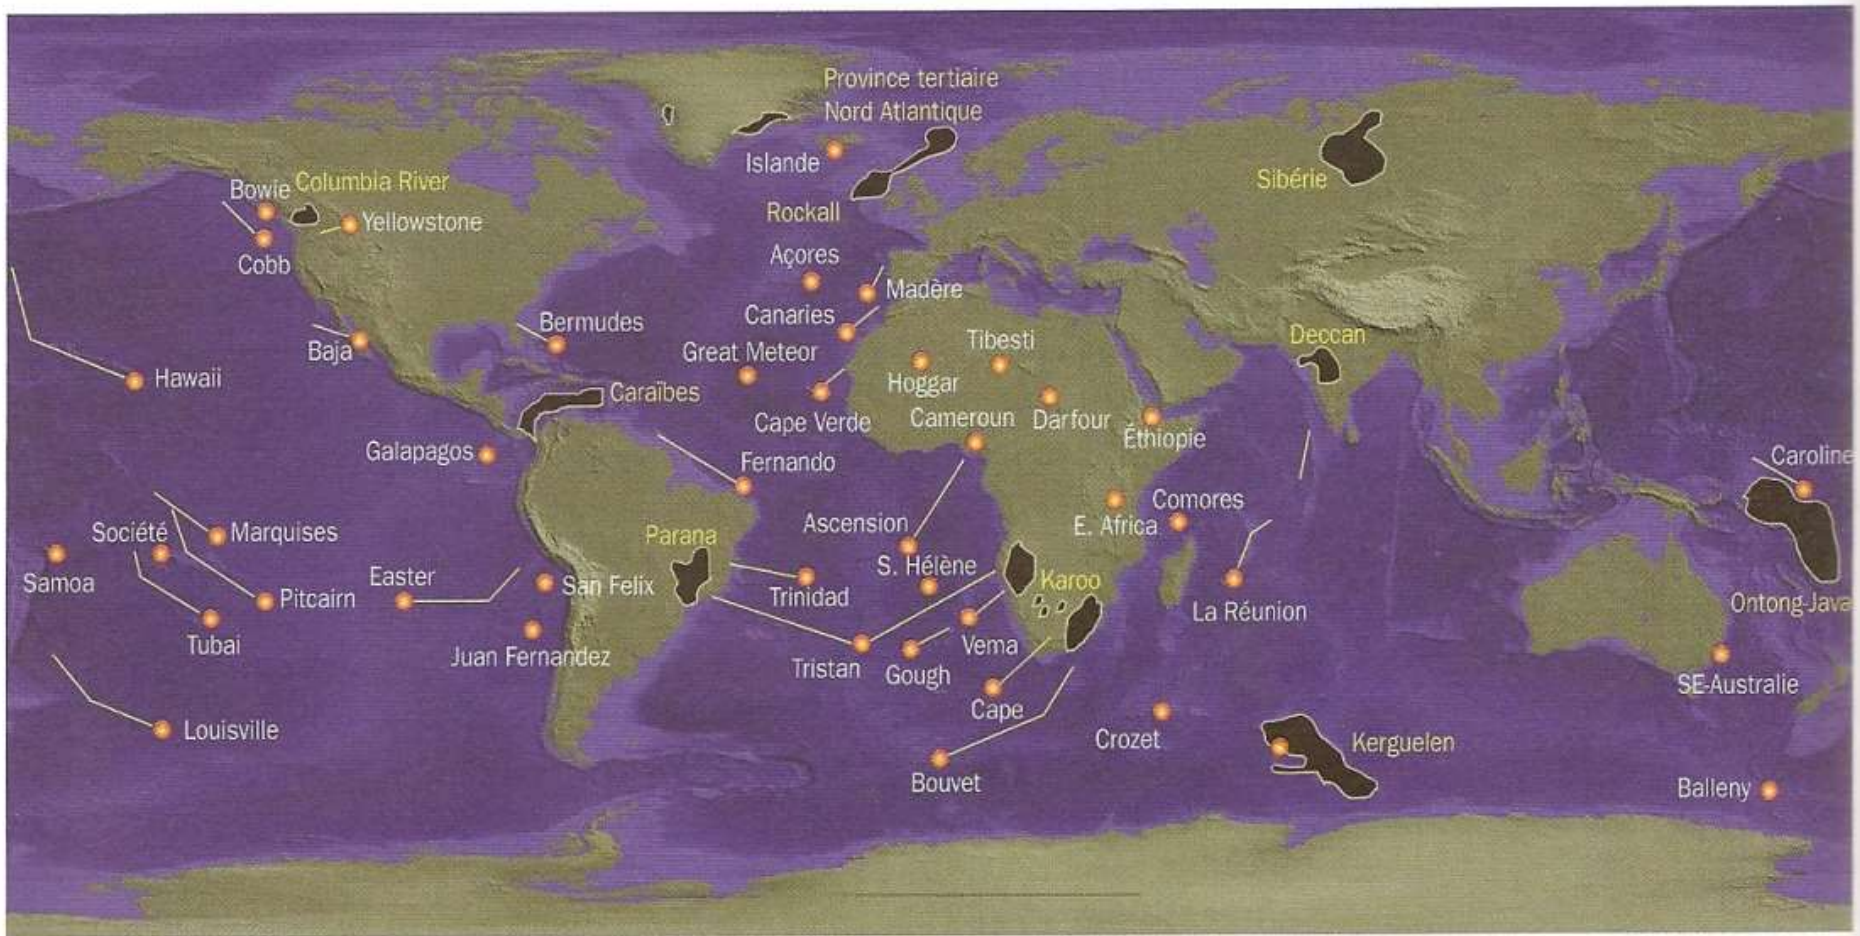 Province tertiaire
Nord Atlantique
Islande
Sibérie
Bowie
Columbia River
Rockall
Yellowstone
Açores
Cobb
Madère
Canaries
Bermudes
Deccan
Tibesti
Baja
Great Meteor
Hawaii
Hoggar
Caraïbes
Cape Verde
Cameroun
Darfour
Éthiopie
Galapagos
Fernando
Caroline
Comores
Ascension
E. Africa
Société
Marquises
Parana
S. Hélène
Samoa
Easter
San Felix
Karoo
Pitcairn
Trinidad
Ontong-Java
La Réunion
Tubai
Vema
Juan Fernandez
Tristan
Gough
SE-Australie
Cape
Louisville
Crozet
Kerguelen
Bouvet
Balleny